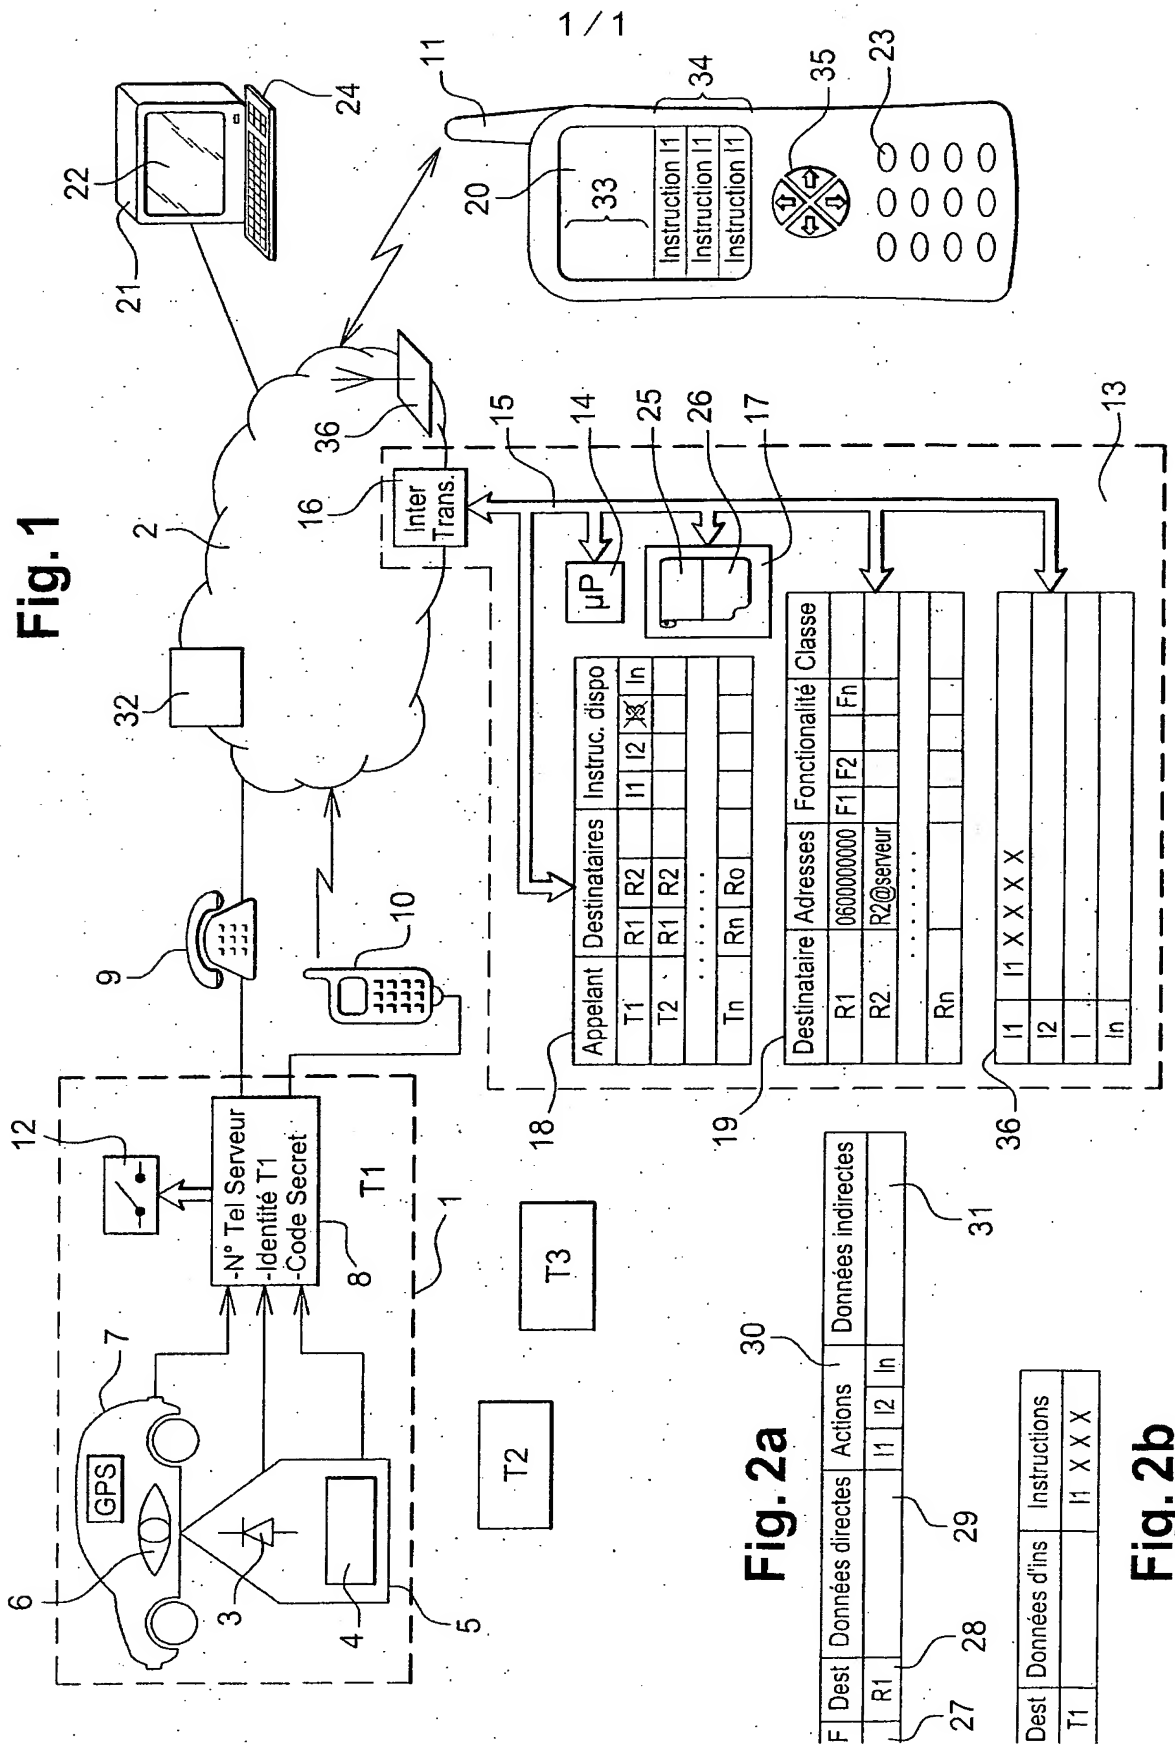 1 / 1
Fig. 1
21
22
24
2
32
9
10
11
36
16
Inter
Trans.
15
14
µP
25
26
17
13
20
33
34
Instruction I1
Instruction I1
Instruction I1
35
23
12
-N° Tel Serveur
-Identité T1
-Code Secret
8
T1
1
7
GPS
6
3
4
5
T2
T3
18
Appelant Destinataires Instruc. dispo
T1 R1 R2 I1 I2 I3 In
T2 R1 R2
. . . . . . .
Tn Rn Ro
19
Destinataire Adresses Fonctionalité Classe
R1 0600000000 F1 F2 Fn
R2 R2@serveur
. . . . . . .
Rn
36
I1 I1 X X X X X
I2
I
In
Fig. 2a
F Dest Données directes Actions Données indirectes
R1 I1 I2 In
27
28
29
30
31
Fig. 2b
Dest Données d'ins Instructions
T1 I1 X X X